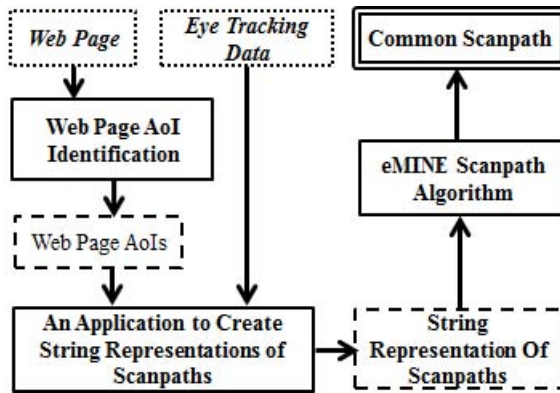 Web Page
Eye Tracking
Data
Common Scanpath
Web Page AoI
Identification
eMINE Scanpath
Algorithm
Web Page AoIs
An Application to Create
String Representations of
Scanpaths
String
Representation Of
Scanpaths